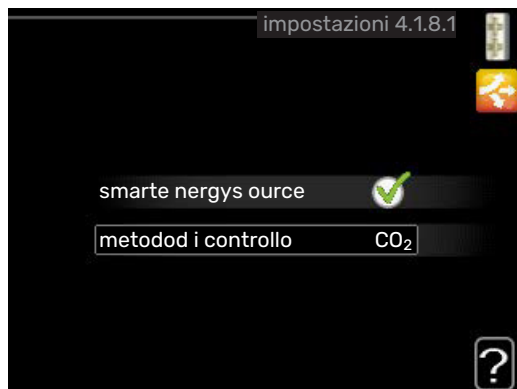 impostazioni 4.1.8.1
smarte nergys ource
metodod i controllo CO₂
?